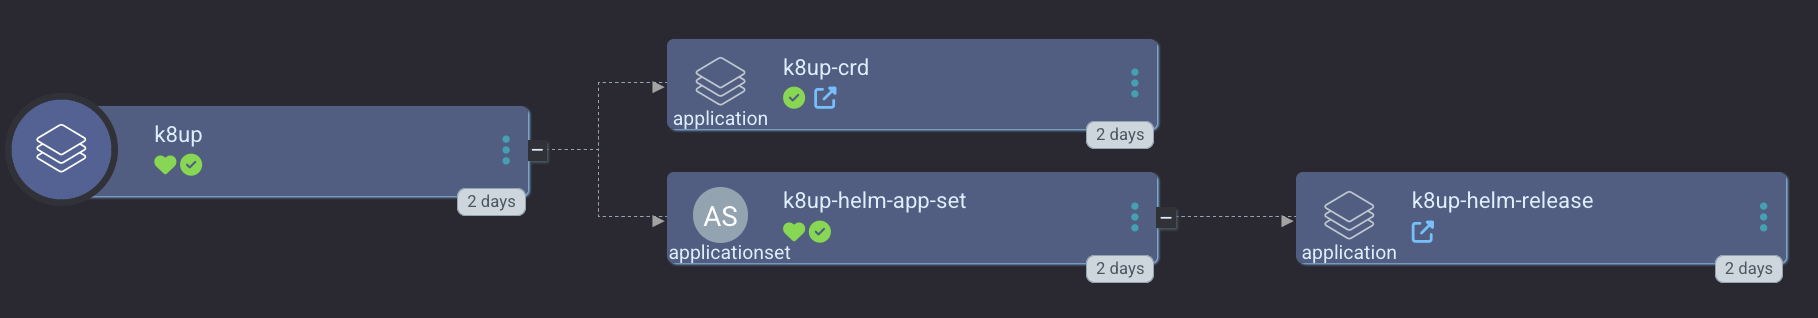 k8up
2 days
k8up-crd
application
2 days
AS
k8up-helm-app-set
applicationset
2 days
k8up-helm-release
application
2 days